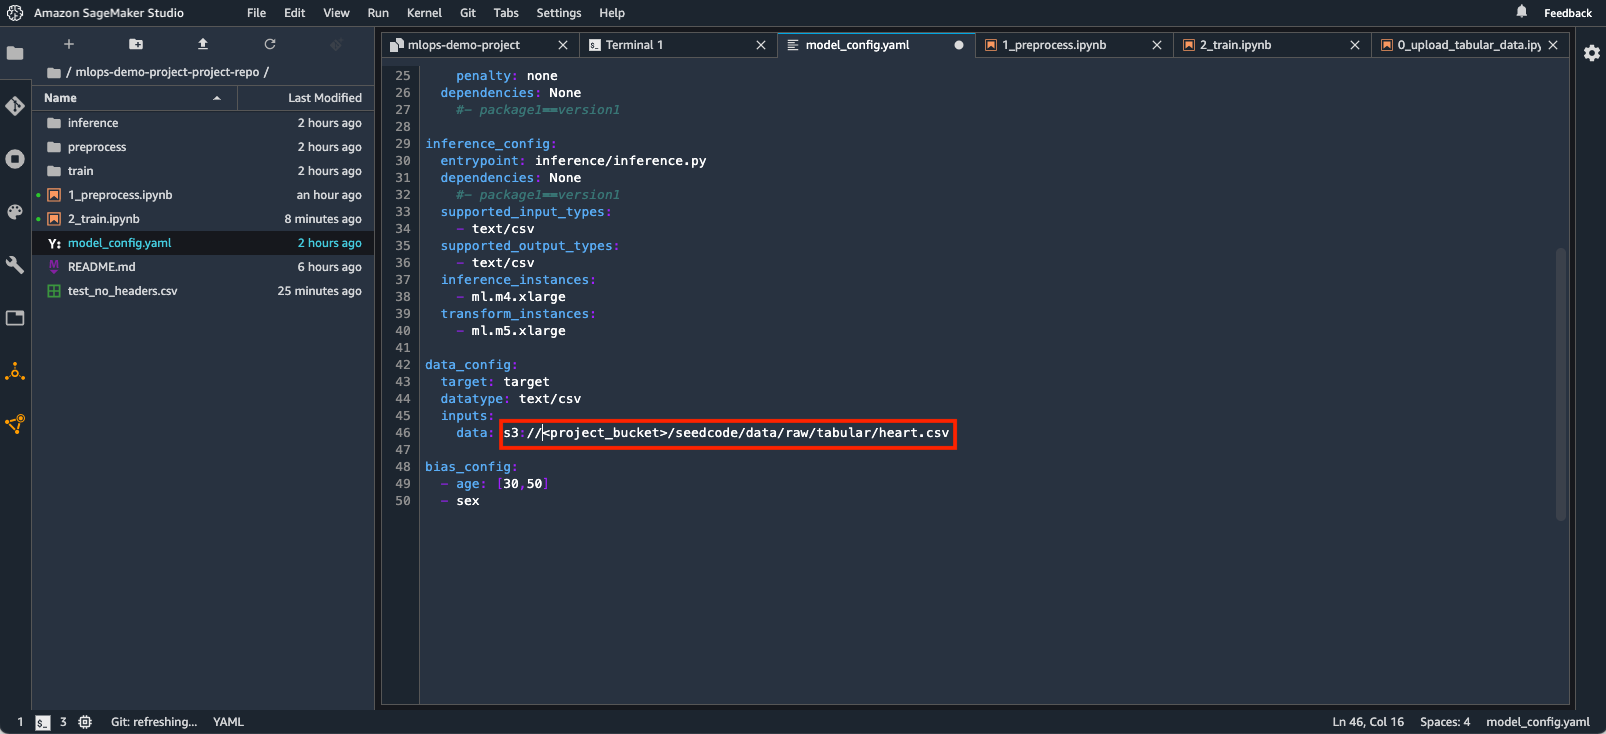 Amazon SageMaker Studio File Edit View Run Kernel Git Tabs Settings Help Feedback
/ mlops-demo-project-project-repo /
Name Last Modified
inference 2 hours ago
preprocess 2 hours ago
train 2 hours ago
1_preprocess.ipynb an hour ago
2_train.ipynb 8 minutes ago
Y: model_config.yaml 2 hours ago
README.md 6 hours ago
test_no_headers.csv 25 minutes ago
mlops-demo-project Terminal 1 model_config.yaml 1_preprocess.ipynb 2_train.ipynb 0_upload_tabular_data.ipy
25 penalty: none
26 dependencies: None
27 #- package1==version1
28
29 inference_config:
30 entrypoint: inference/inference.py
31 dependencies: None
32 #- package1==version1
33 supported_input_types:
34 - text/csv
35 supported_output_types:
36 - text/csv
37 inference_instances:
38 - ml.m4.xlarge
39 transform_instances:
40 - ml.m5.xlarge
41
42 data_config:
43 target: target
44 datatype: text/csv
45 inputs:
46 data: s3://<project_bucket>/seedcode/data/raw/tabular/heart.csv
47
48 bias_config:
49 - age: [30,50]
50 - sex
1 $_ 3 Git: refreshing... YAML Ln 46, Col 16 Spaces: 4 model_config.yaml